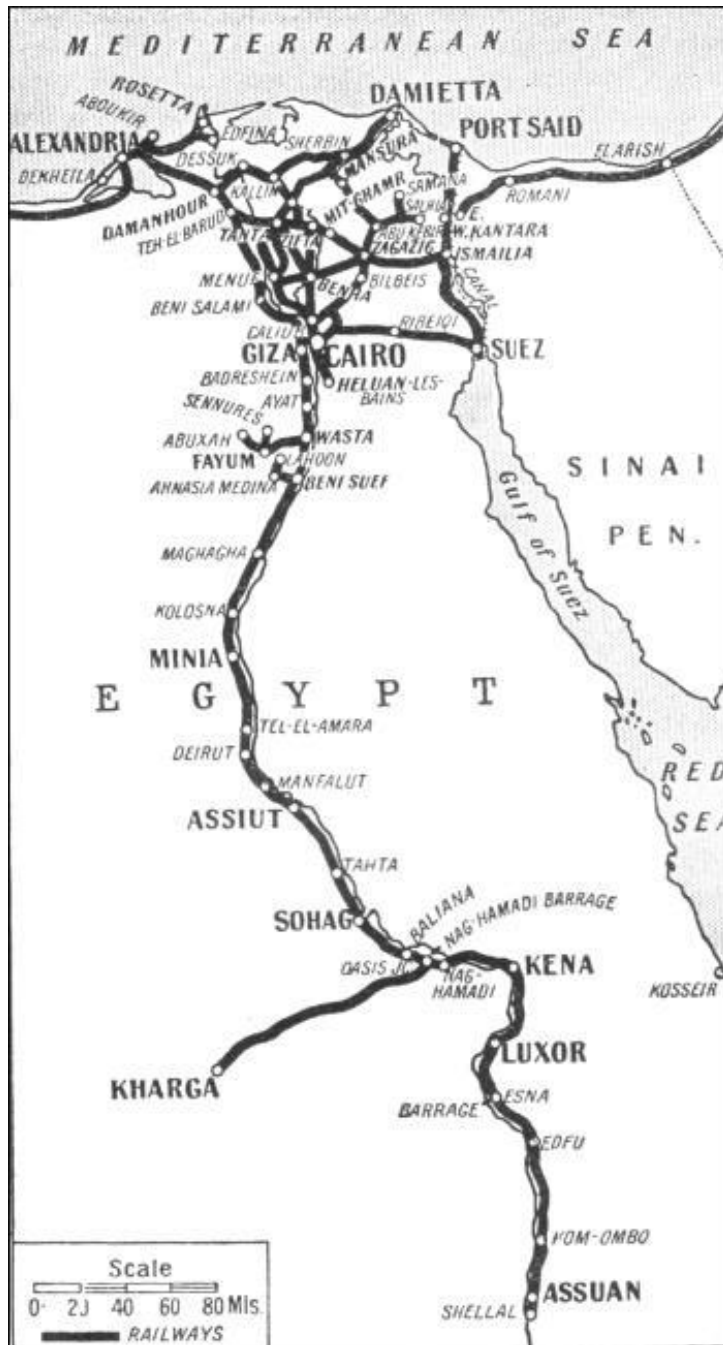 MEDITERRANEAN SEA
ROSETTA
ABOUKIR
DAMIETTA
ALEXANDRIA
EDFINA
SHERBIN
PORT SAID
EL ARISH
DEKHEILA
DESSUK
MANSURA
KALLIN
SAMANA
SALHIA
ROMANI
DAMANHOUR
MIT-GHAMR
E.
TEH-EL-BARUD
TANTA
ZIFTA
ABU KEBIR
W. KANTARA
ZAGAZIG
ISMAILIA
MENUF
BENHA
BILBEIS
CANAL
BENI SALAMI
CALIUB
RIBEIQI
GIZA
CAIRO
SUEZ
BADRESHEIN
HELUAN-LES-
BAINS
AYAT
SENNURES
ABUXAH
WASTA
FAYUM
LAHOON
AHNASIA MEDINA
BENI SUEF
SINAI
PEN.
Gulf of Suez
MAGHAGHA
KOLOSNA
MINIA
EGYPT
TEL-EL-AMARA
DEIRUT
MANFALUT
RED
SEA
ASSIUT
TAHTA
SOHAG
BALIANA
NAG-HAMADI BARRAGE
OASIS JC
NAG-
HAMADI
KENA
KOSSEIR
LUXOR
KHARGA
BARRAGE
ESNA
EDFU
KOM-OMBO
Scale
0 20 40 60 80 Mls.
RAILWAYS
ASSUAN
SHELLAL